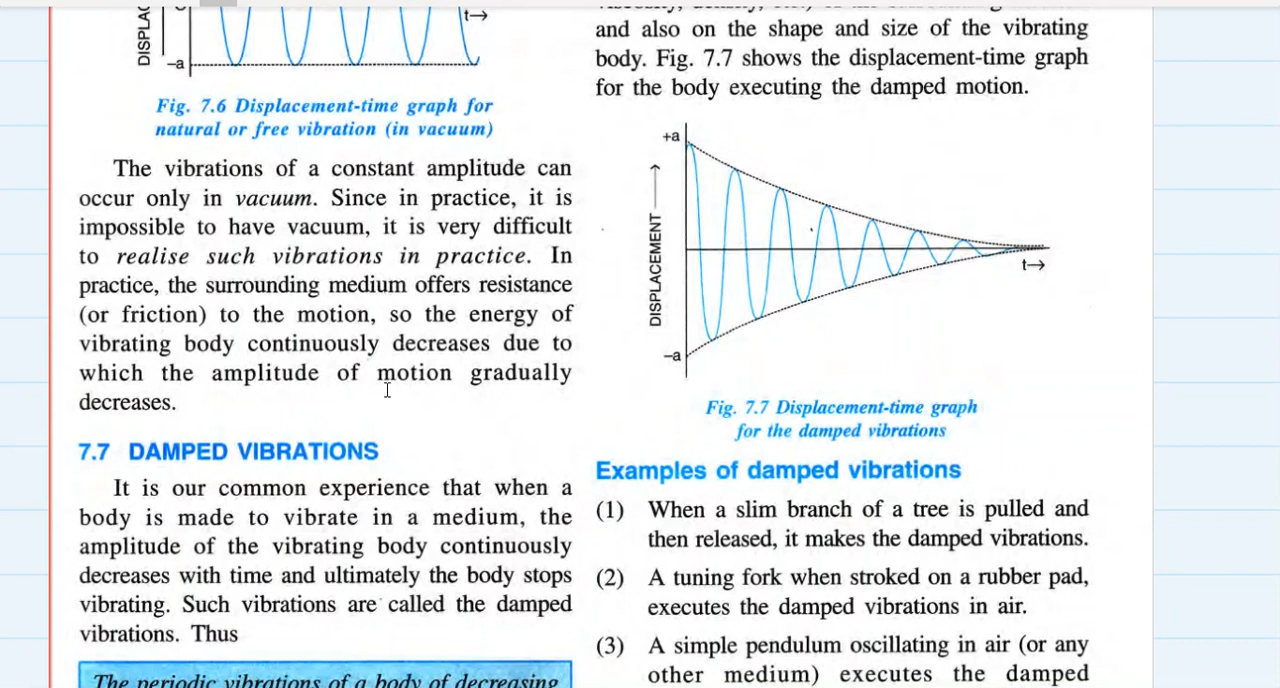 DISPLAC
t→
–a
Fig. 7.6 Displacement-time graph for
natural or free vibration (in vacuum)
The vibrations of a constant amplitude can
occur only in vacuum. Since in practice, it is
impossible to have vacuum, it is very difficult
to realise such vibrations in practice. In
practice, the surrounding medium offers resistance
(or friction) to the motion, so the energy of
vibrating body continuously decreases due to
which the amplitude of motion gradually
decreases.
7.7 DAMPED VIBRATIONS
It is our common experience that when a
body is made to vibrate in a medium, the
amplitude of the vibrating body continuously
decreases with time and ultimately the body stops
vibrating. Such vibrations are called the damped
vibrations. Thus
The periodic vibrations of a body of decreasing
and also on the shape and size of the vibrating
body. Fig. 7.7 shows the displacement-time graph
for the body executing the damped motion.
+a
DISPLACEMENT →
t→
–a
Fig. 7.7 Displacement-time graph
for the damped vibrations
Examples of damped vibrations
(1) When a slim branch of a tree is pulled and
then released, it makes the damped vibrations.
(2) A tuning fork when stroked on a rubber pad,
executes the damped vibrations in air.
(3) A simple pendulum oscillating in air (or any
other medium) executes the damped